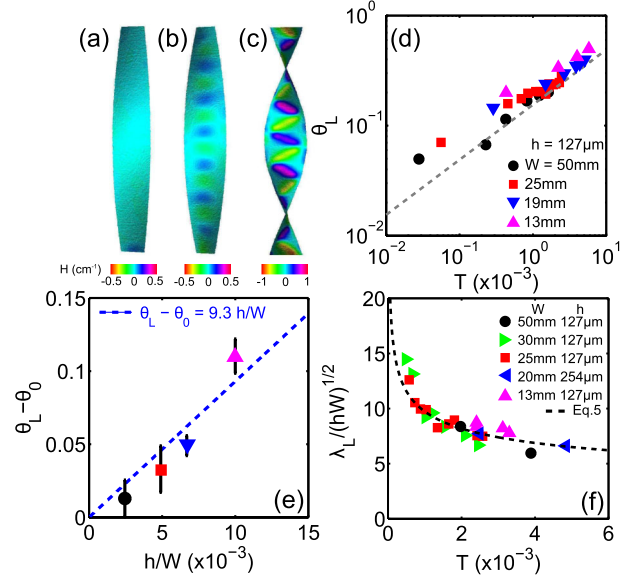 (a) (b) (c)
H (cm⁻¹)
-0.5 0 0.5
-0.5 0 0.5
-1 0 1
(d)
θL
10⁰
10⁻¹
10⁻²
h = 127μm
W = 50mm
25mm
19mm
13mm
10⁻² 10⁻¹ 10⁰ 10¹
T (x10⁻³)
0.15
0.1
0.05
0
θL − θ0
θL − θ0 = 9.3 h/W
(e)
0 5 10 15
h/W (x10⁻³)
20
15
10
5
0
λL/(hW)^1/2
W h
50mm 127μm
30mm 127μm
25mm 127μm
20mm 254μm
13mm 127μm
Eq.5
(f)
0 2 4 6
T (x10⁻³)